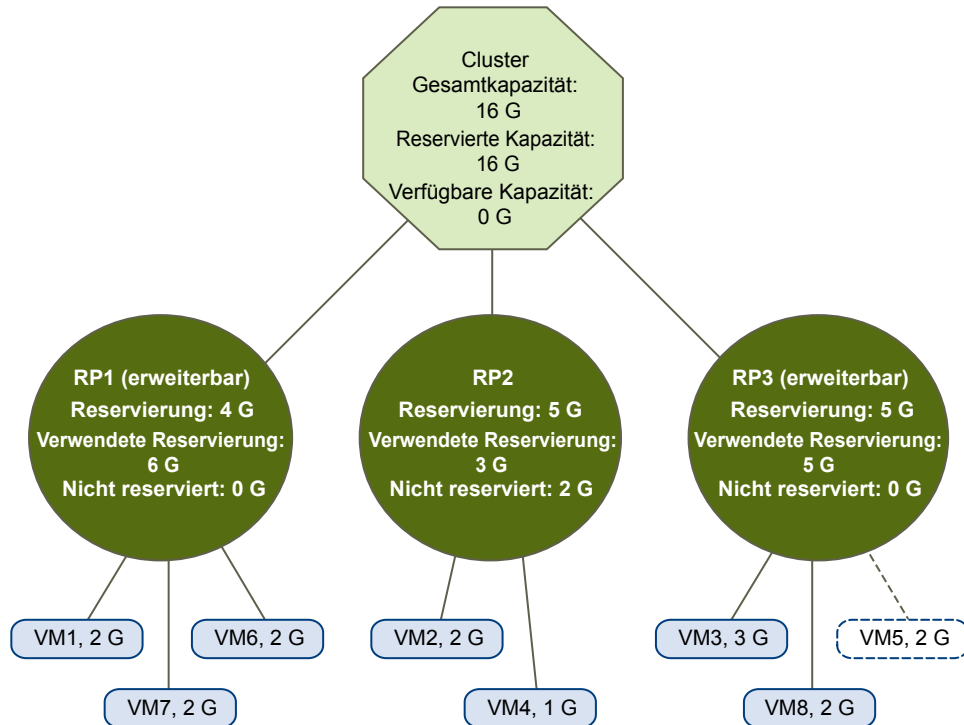 Cluster
Gesamtkapazität:
16 G
Reservierte Kapazität:
16 G
Verfügbare Kapazität:
0 G
RP1 (erweiterbar)
Reservierung: 4 G
Verwendete Reservierung:
6 G
Nicht reserviert: 0 G
RP2
Reservierung: 5 G
Verwendete Reservierung:
3 G
Nicht reserviert: 2 G
RP3 (erweiterbar)
Reservierung: 5 G
Verwendete Reservierung:
5 G
Nicht reserviert: 0 G
VM1, 2 G
VM6, 2 G
VM7, 2 G
VM2, 2 G
VM4, 1 G
VM3, 3 G
VM5, 2 G
VM8, 2 G